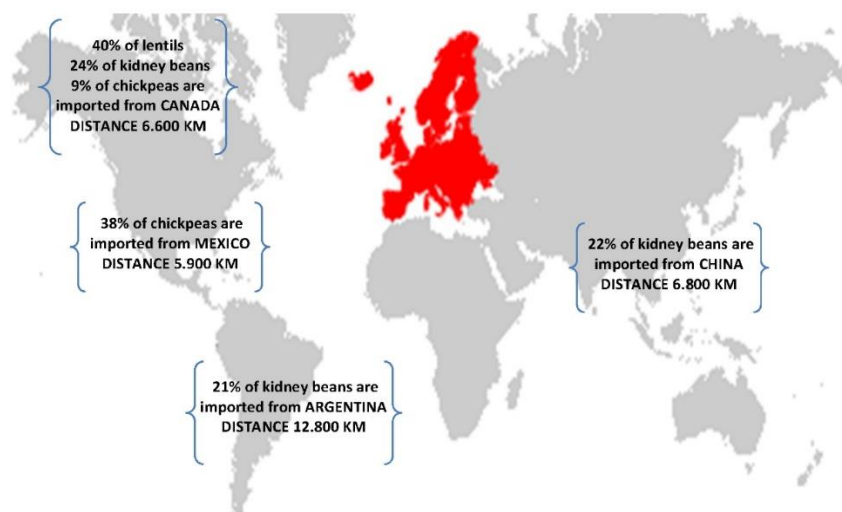 40% of lentils
24% of kidney beans
9% of chickpeas are
imported from CANADA
DISTANCE 6.600 KM
38% of chickpeas are
imported from MEXICO
DISTANCE 5.900 KM
22% of kidney beans are
imported from CHINA
DISTANCE 6.800 KM
21% of kidney beans are
imported from ARGENTINA
DISTANCE 12.800 KM